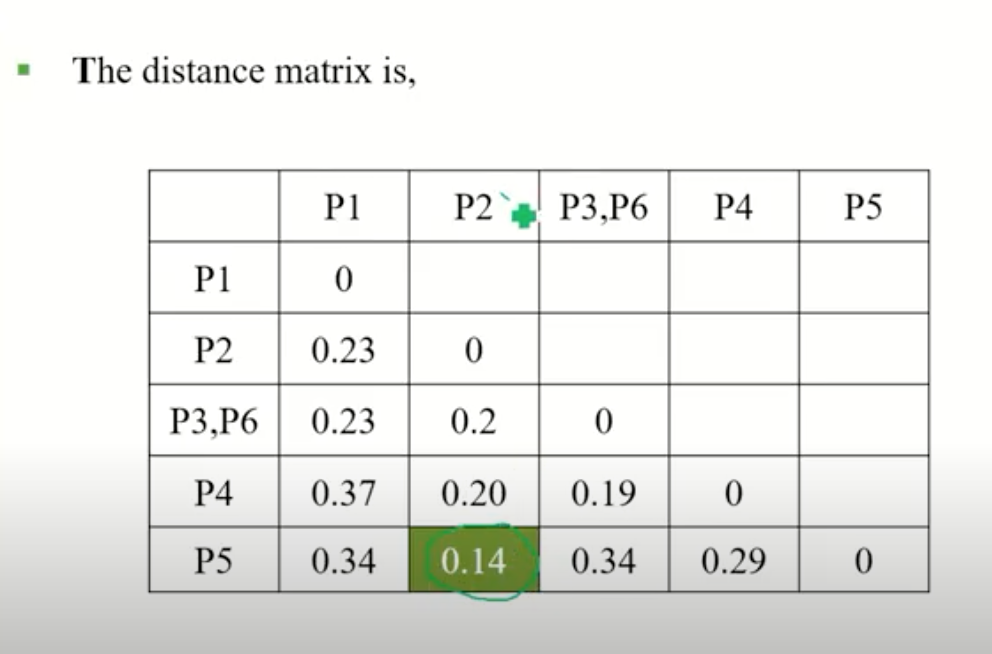 The distance matrix is,
P1 P2 P3,P6 P4 P5
P1 0
P2 0.23 0
P3,P6 0.23 0.2 0
P4 0.37 0.20 0.19 0
P5 0.34 0.14 0.34 0.29 0